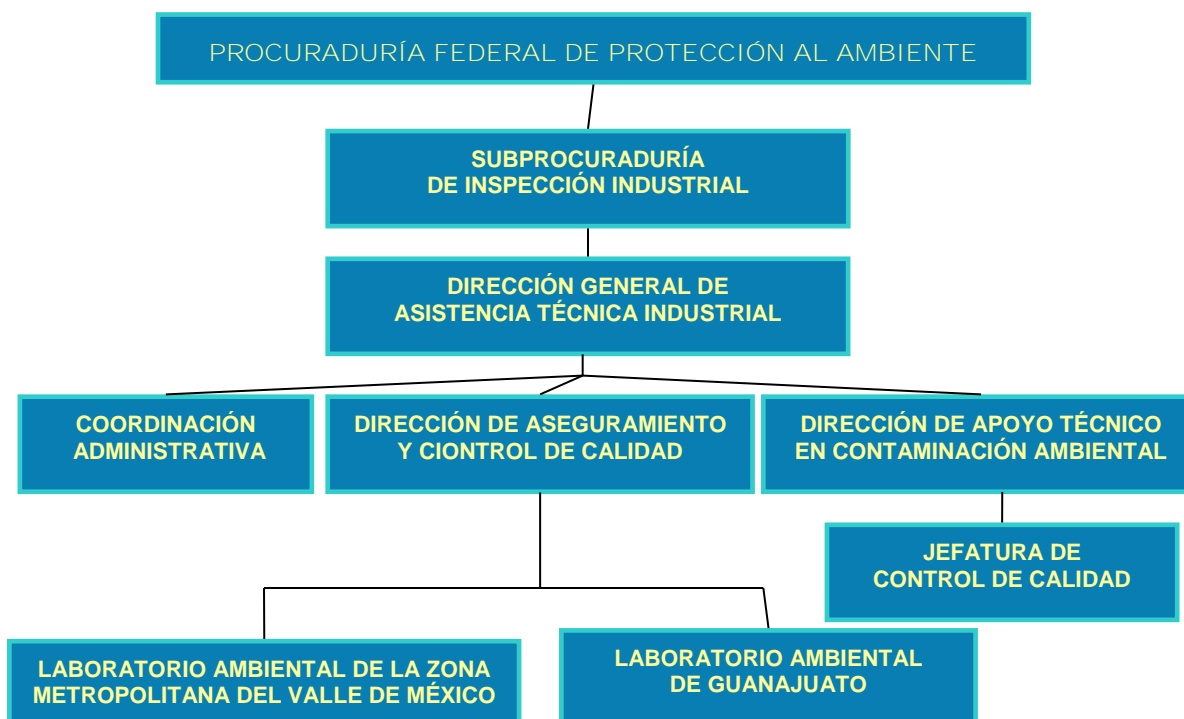 PROCURADURÍA FEDERAL DE PROTECCIÓN AL AMBIENTE
SUBPROCURADURÍA
DE INSPECCIÓN INDUSTRIAL
DIRECCIÓN GENERAL DE
ASISTENCIA TÉCNICA INDUSTRIAL
COORDINACIÓN
ADMINISTRATIVA
DIRECCIÓN DE ASEGURAMIENTO
Y CIONTROL DE CALIDAD
DIRECCIÓN DE APOYO TÉCNICO
EN CONTAMINACIÓN AMBIENTAL
JEFATURA DE
CONTROL DE CALIDAD
LABORATORIO AMBIENTAL DE LA ZONA
METROPOLITANA DEL VALLE DE MÉXICO
LABORATORIO AMBIENTAL
DE GUANAJUATO